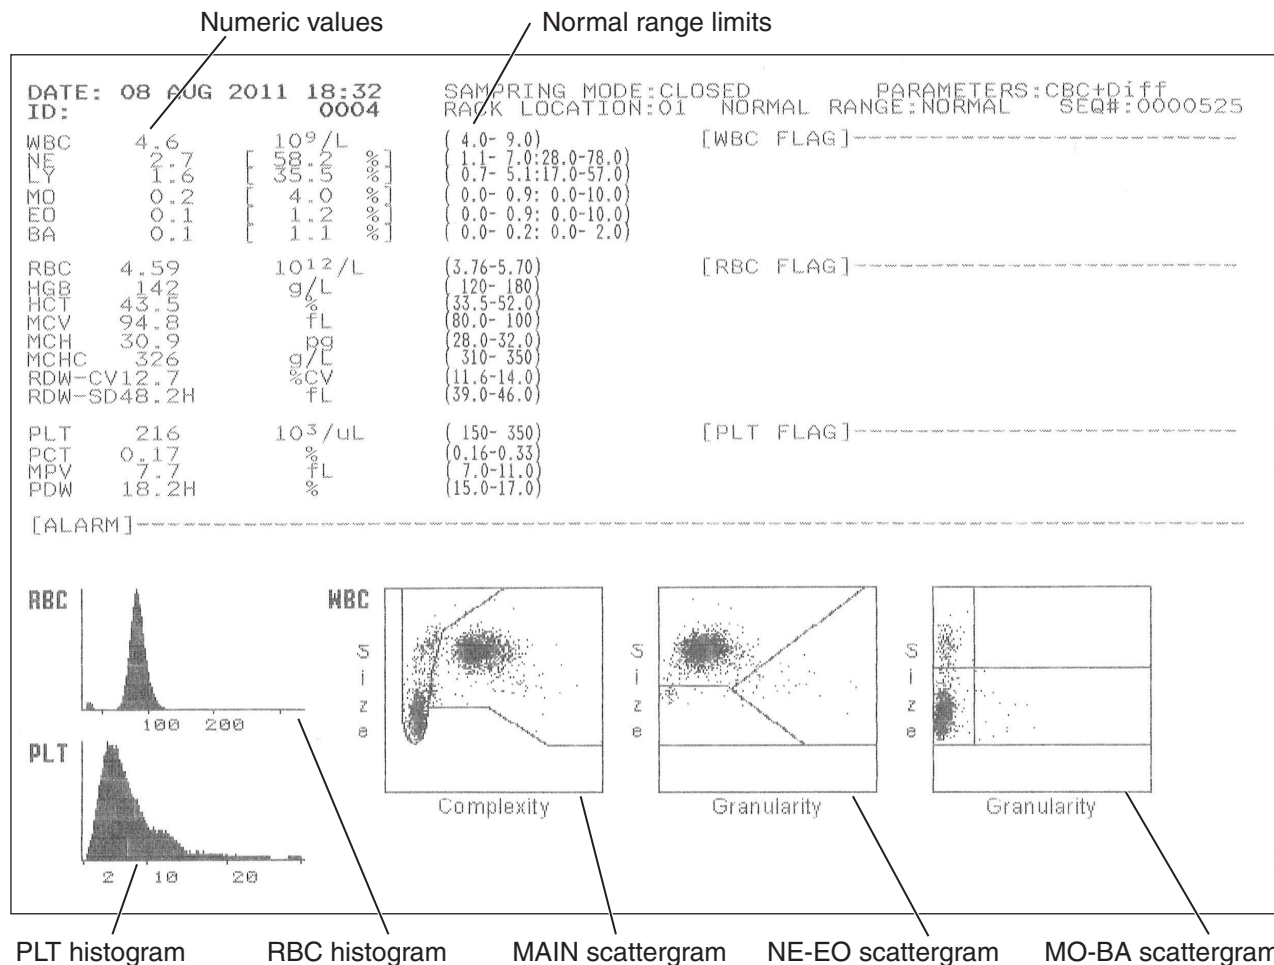 Numeric values Normal range limits
DATE: 08 AUG 2011 18:32 SAMPRING MODE:CLOSED PARAMETERS:CBC+Diff
ID: 0004 RACK LOCATION:01 NORMAL RANGE:NORMAL SEQ#:0000525
WBC 4.6 10⁹/L ( 4.0- 9.0) [WBC FLAG]
NE 2.7 [ 58.2 %] ( 1.1- 7.0:28.0-78.0)
LY 1.6 [ 35.5 %] ( 0.7- 5.1:17.0-57.0)
MO 0.2 [ 4.0 %] ( 0.0- 0.9: 0.0-10.0)
EO 0.1 [ 1.2 %] ( 0.0- 0.9: 0.0-10.0)
BA 0.1 [ 1.1 %] ( 0.0- 0.2: 0.0- 2.0)
RBC 4.59 10¹²/L (3.76-5.70) [RBC FLAG]
HGB 142 g/L ( 120- 180)
HCT 43.5 % (33.5-52.0)
MCV 94.8 fL (80.0- 100)
MCH 30.9 pg (28.0-32.0)
MCHC 326 g/L ( 310- 350)
RDW-CV12.7 %CV (11.6-14.0)
RDW-SD48.2H fL (39.0-46.0)
PLT 216 10³/uL ( 150- 350) [PLT FLAG]
PCT 0.17 % (0.16-0.33)
MPV 7.7 fL ( 7.0-11.0)
PDW 18.2H % (15.0-17.0)
[ALARM]
RBC
100 200
PLT
2 10 20
WBC
Size
Complexity
Size
Granularity
Size
Granularity
PLT histogram RBC histogram MAIN scattergram NE-EO scattergram MO-BA scattergram